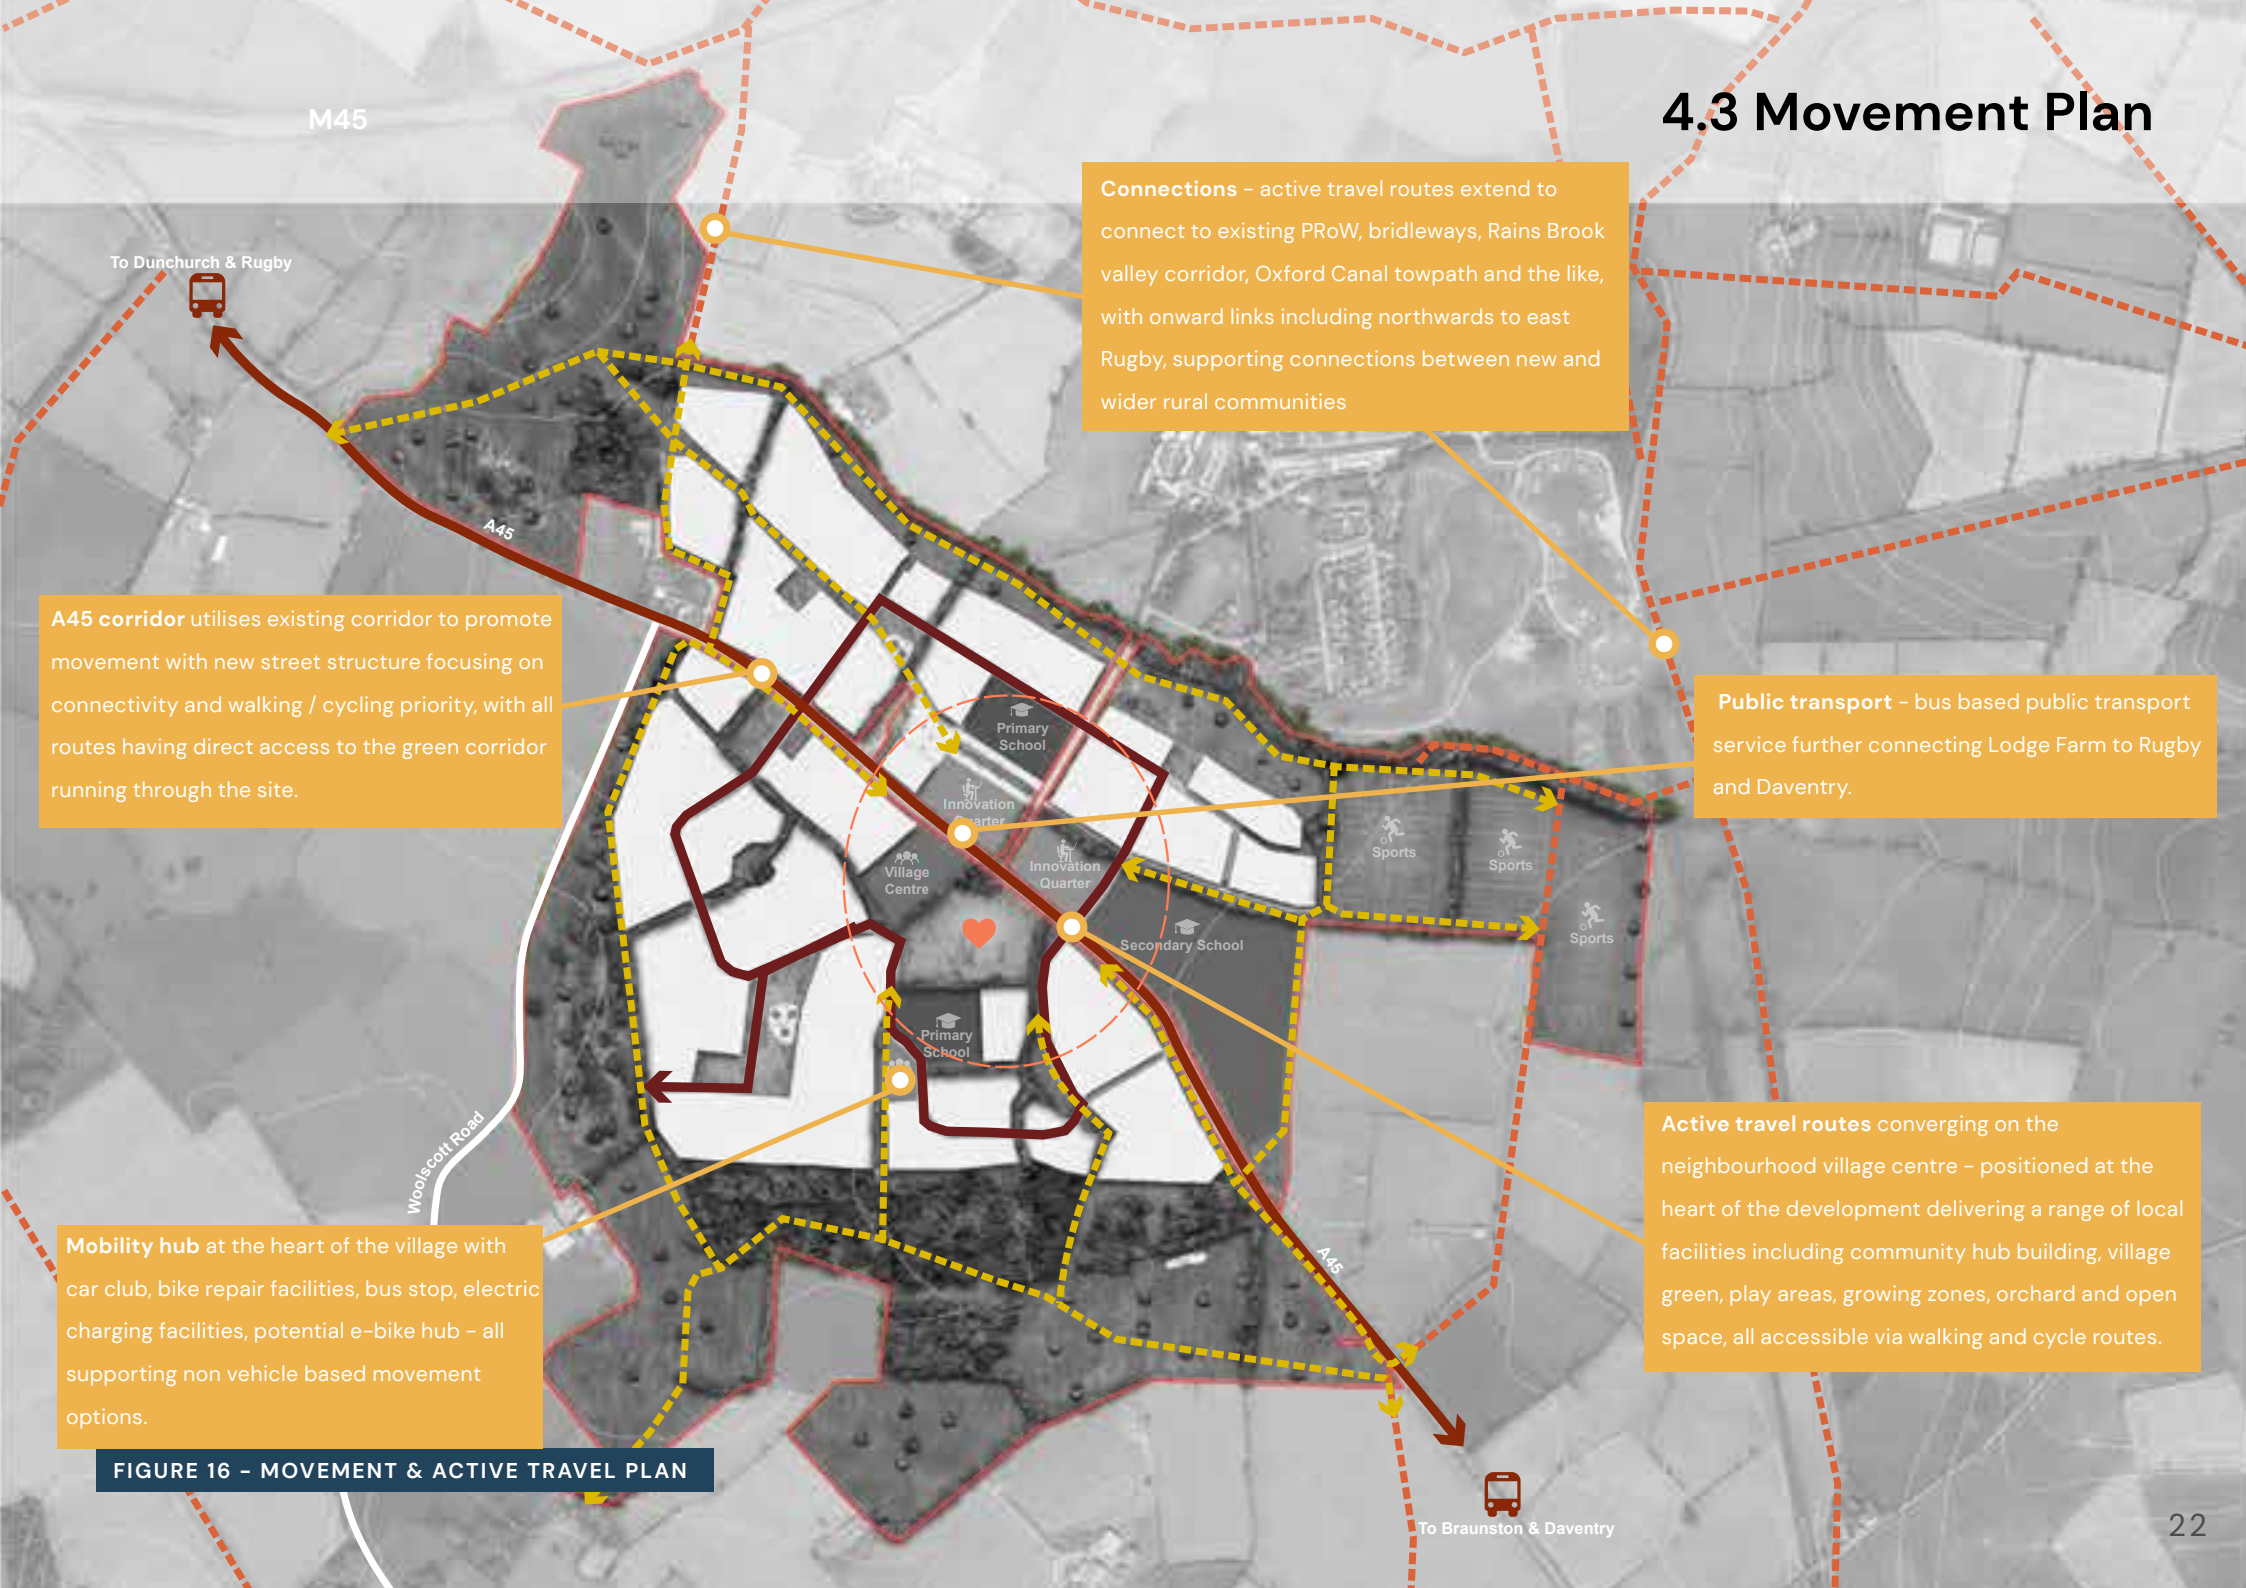 4.3 Movement Plan
M45
Connections – active travel routes extend to
connect to existing PRoW, bridleways, Rains Brook
valley corridor, Oxford Canal towpath and the like,
with onward links including northwards to east
Rugby, supporting connections between new and
wider rural communities
To Dunchurch & Rugby
A45
A45 corridor utilises existing corridor to promote
movement with new street structure focusing on
connectivity and walking / cycling priority, with all
routes having direct access to the green corridor
running through the site.
Public transport – bus based public transport
service further connecting Lodge Farm to Rugby
and Daventry.
Primary
School
Innovation
Quarter
Village
Centre
Innovation
Quarter
Sports
Sports
Sports
Secondary School
Primary
School
Woolscott Road
Active travel routes converging on the
neighbourhood village centre – positioned at the
heart of the development delivering a range of local
facilities including community hub building, village
green, play areas, growing zones, orchard and open
space, all accessible via walking and cycle routes.
Mobility hub at the heart of the village with
car club, bike repair facilities, bus stop, electric
charging facilities, potential e-bike hub – all
supporting non vehicle based movement
options.
A45
FIGURE 16 – MOVEMENT & ACTIVE TRAVEL PLAN
To Braunston & Daventry
22